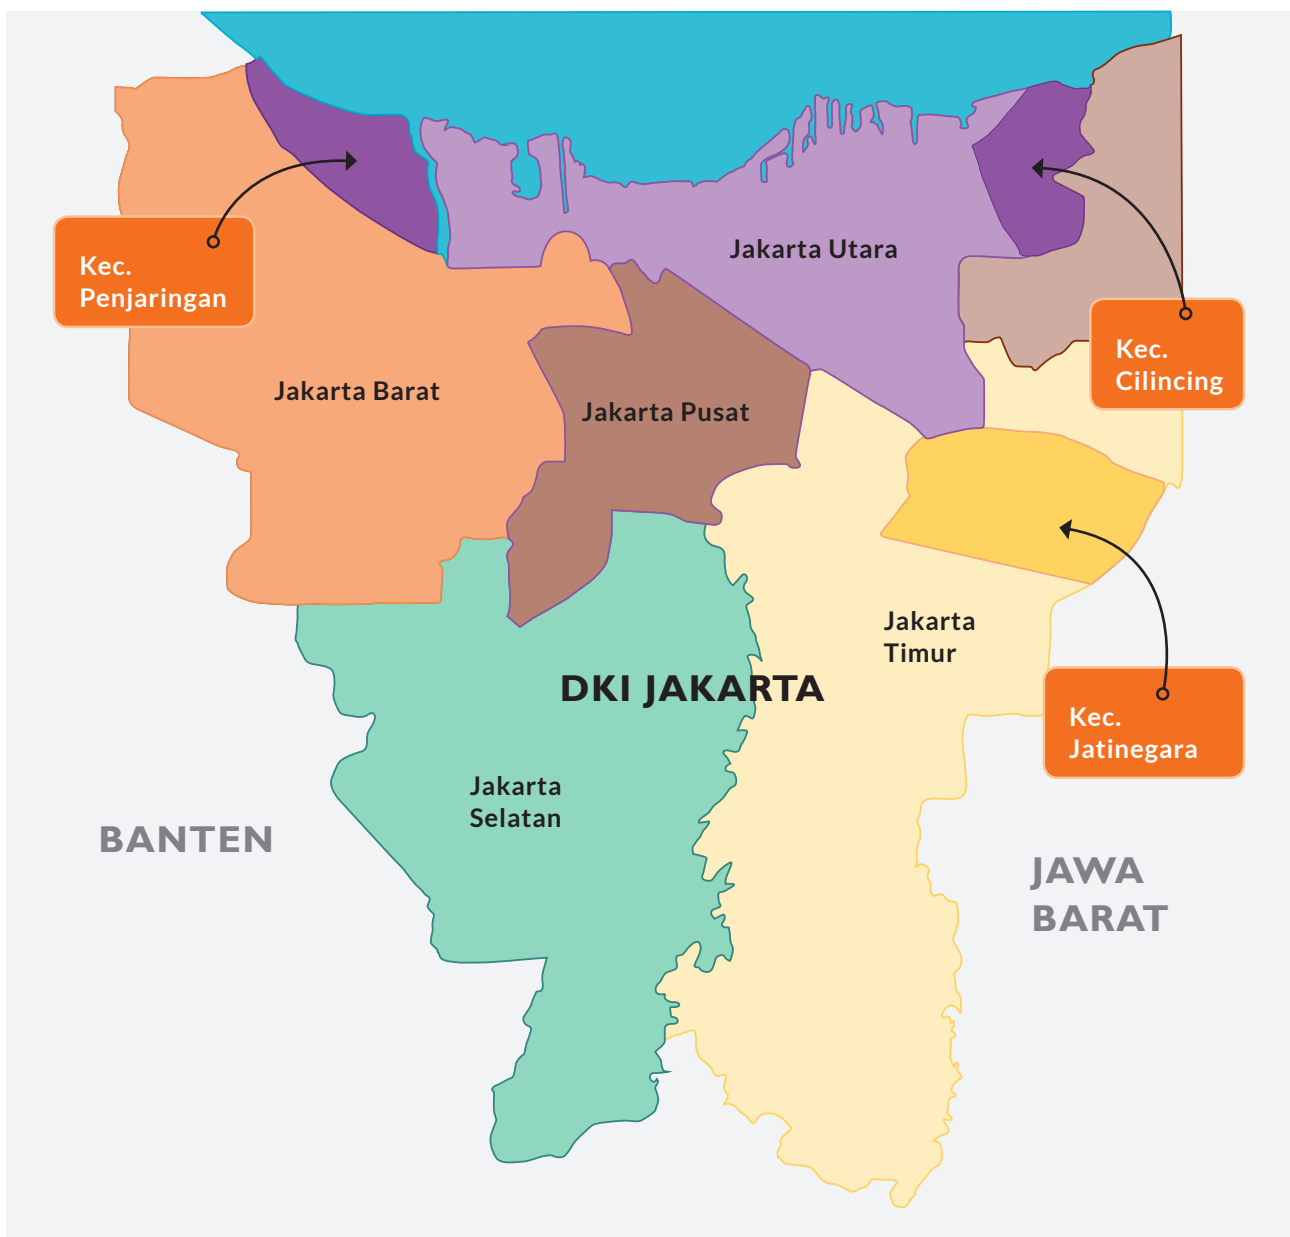 Jakarta Utara
Kec.
Penjaringan
Kec.
Cilincing
Jakarta Barat
Jakarta Pusat
Jakarta
Timur
DKI JAKARTA
Kec.
Jatinegara
Jakarta
Selatan
BANTEN
JAWA
BARAT